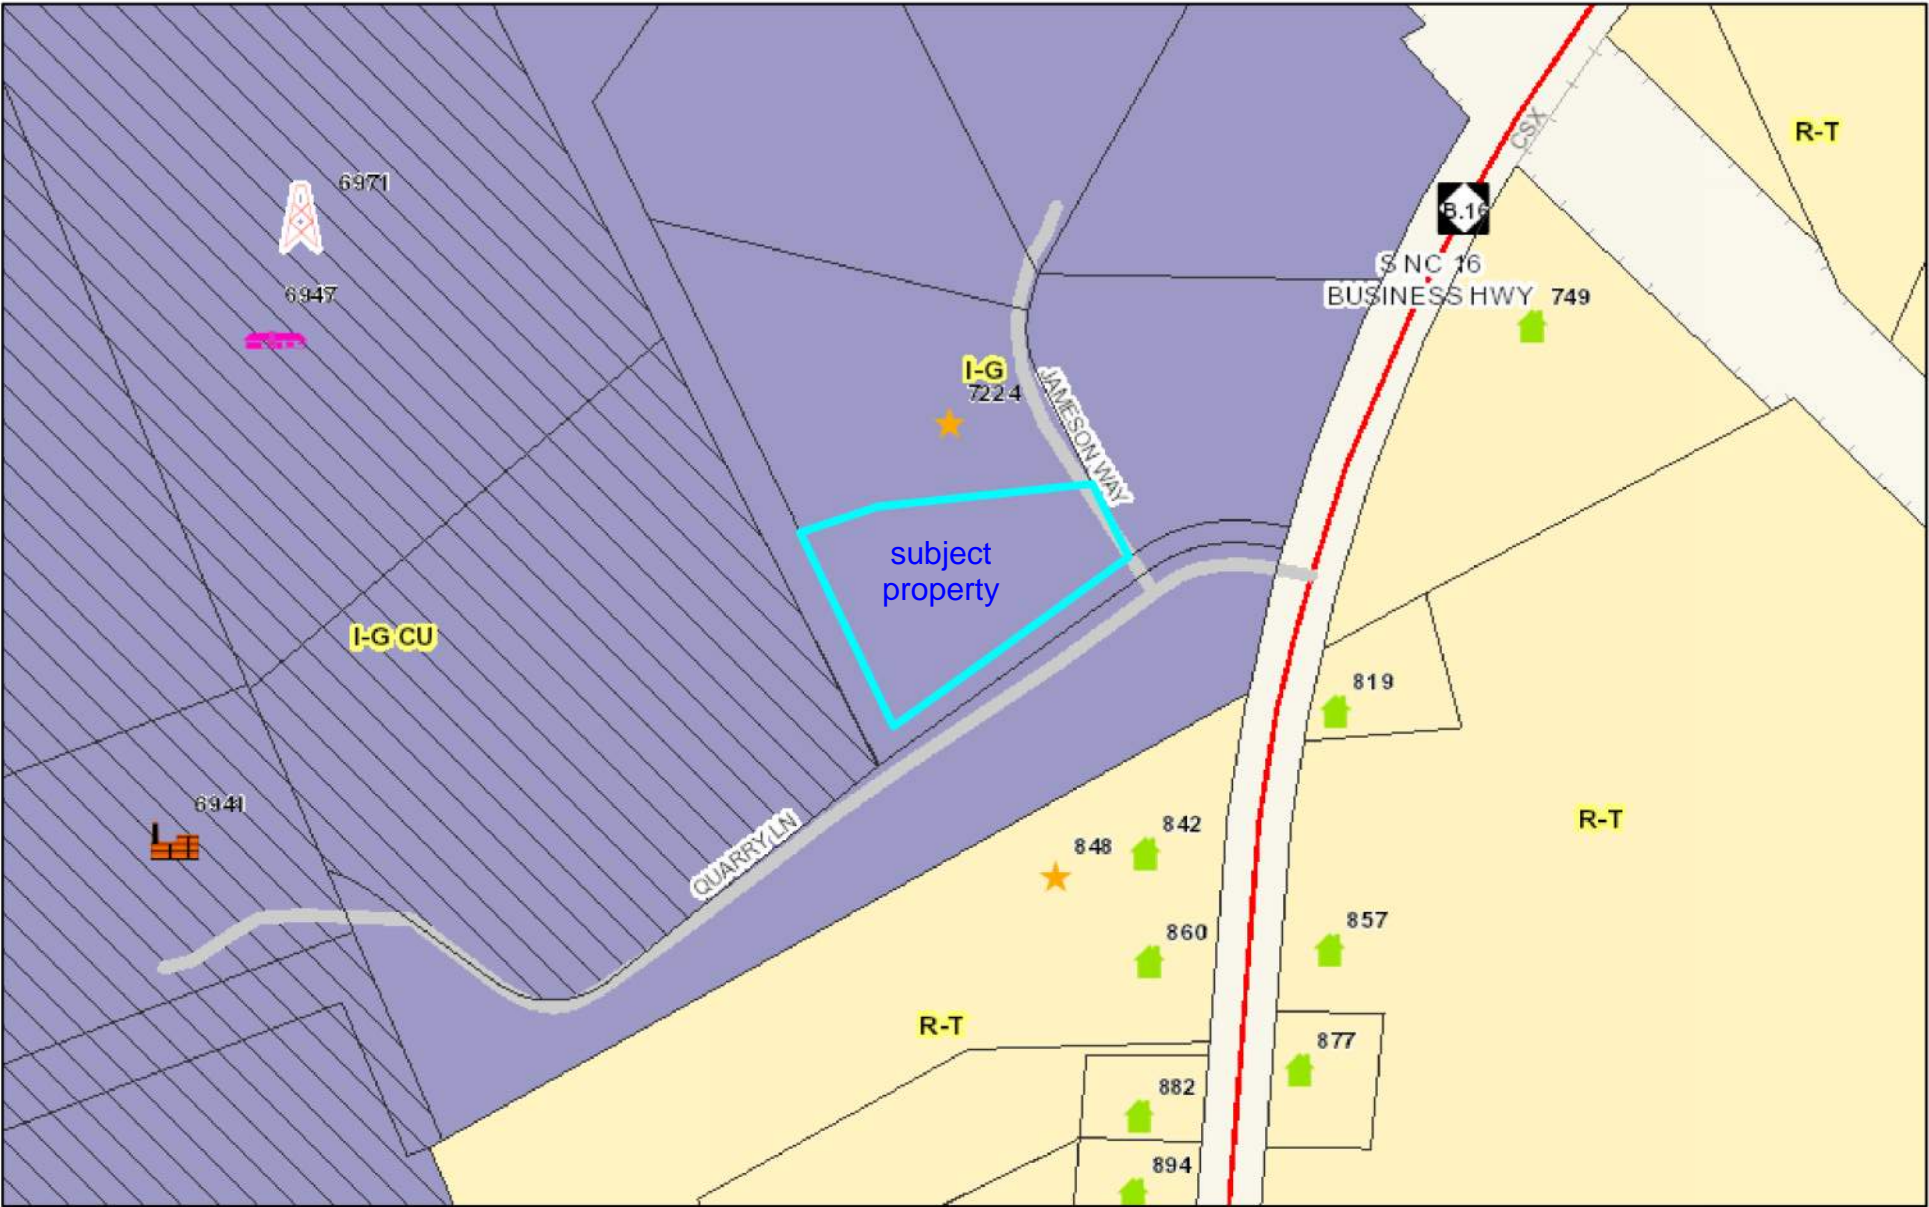 CSX
R-T
6971
B.16
S NC 16
BUSINESS HWY
749
6947
I-G
7224
JAMESON WAY
subject
property
I-G CU
819
6941
842
R-T
848
QUARRY LN
857
860
R-T
877
882
894